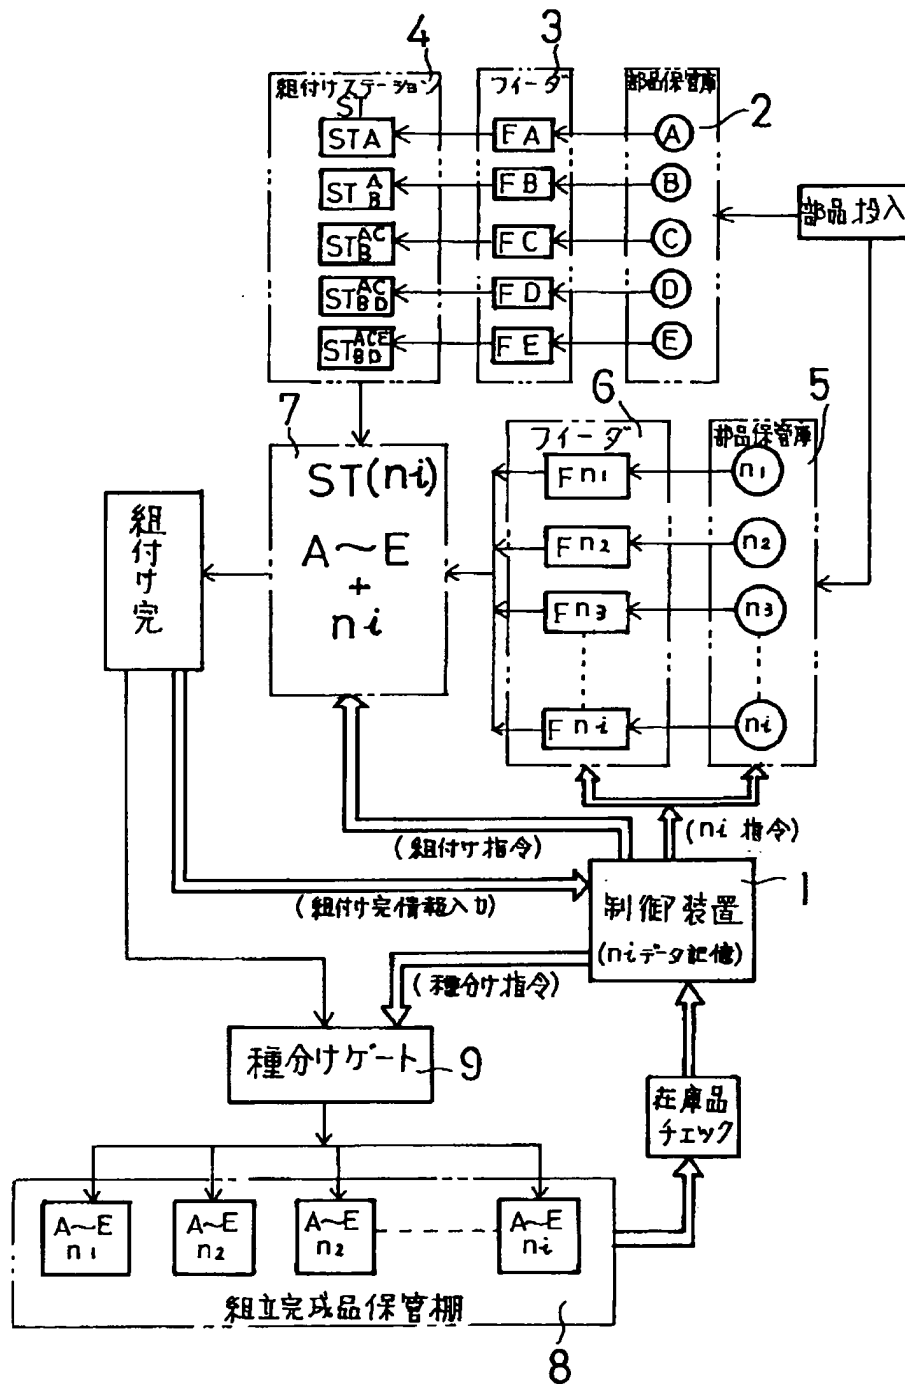 4
3
2
組付けステーション
フィーダ
部品保管庫
ST
STA
FA
A
ST A B
FB
B
部品投入
ST AC B
FC
C
ST AC BD
FD
D
ST ACE BD
FE
E
7
6
5
フィーダ
部品保管庫
ST(ni)
A~E
+
ni
Fn1
n1
Fn2
n2
Fn3
n3
Fni
ni
組付け完
(組付け指令)
(ni 指令)
1
(組付け完情報入力)
制御装置
(niデータ記憶)
(種分け指令)
種分けゲート
9
在庫品
チェック
A~E
n1
A~E
n2
A~E
n2
A~E
ni
組立完成品保管棚
8